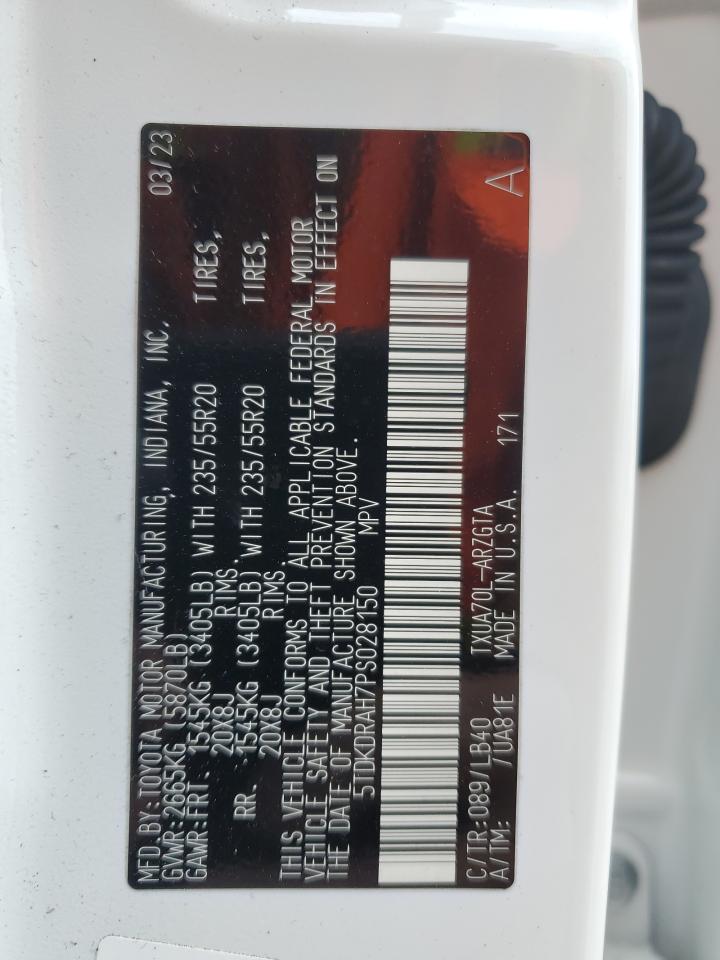 MFD BY:TOYOTA MOTOR MANUFACTURING, INDIANA, INC. 03/23
GVWR:2665KG (5870LB)
GAWR:FRT. 1545KG (3405LB) WITH 235/55R20 TIRES,
20X8J RIMS.
RR. 1545KG (3405LB) WITH 235/55R20 TIRES,
20X8J RIMS.
THIS VEHICLE CONFORMS TO ALL APPLICABLE FEDERAL MOTOR
VEHICLE SAFETY AND THEFT PREVENTION STANDARDS IN EFFECT ON
THE DATE OF MANUFACTURE SHOWN ABOVE.
5TDKDRAH7PS028150 MPV
C/TR:089/LB40 TXUA70L-ARZGTA A
A/TM: /UA81E MADE IN U.S.A. 171